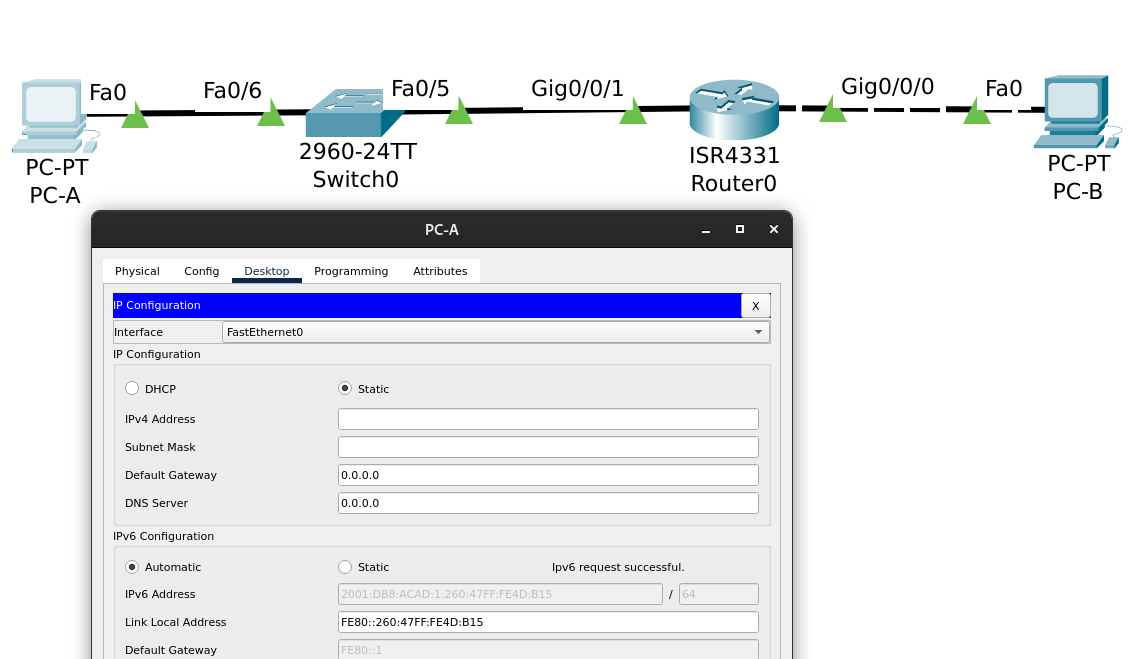 Fa0 Fa0/6 Fa0/5 Gig0/0/1 Gig0/0/0 Fa0
PC-PT 2960-24TT ISR4331 PC-PT
PC-A Switch0 Router0 PC-B
PC-A
Physical Config Desktop Programming Attributes
IP Configuration X
Interface FastEthernet0
IP Configuration
DHCP Static
IPv4 Address
Subnet Mask
Default Gateway 0.0.0.0
DNS Server 0.0.0.0
IPv6 Configuration
Automatic Static Ipv6 request successful.
IPv6 Address 2001:DB8:ACAD:1:260:47FF:FE4D:B15 / 64
Link Local Address FE80::260:47FF:FE4D:B15
Default Gateway FE80::1